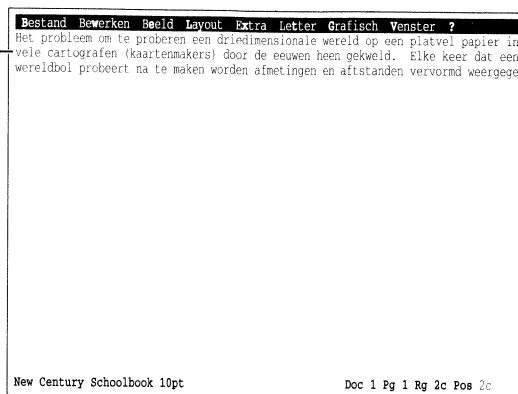 Bestand Bewerken Beeld Layout Extra Letter Grafisch Venster ?
Het probleem om te proberen een driedimensionale wereld op een platvel papier in
vele cartografen (kaartenmakers) door de eeuwen heen gekweld. Elke keer dat een
wereldbol probeert na te maken worden afmetingen en aftstanden vervormd weergege
New Century Schoolbook 10pt Doc 1 Pg 1 Rg 2c Pos 2c